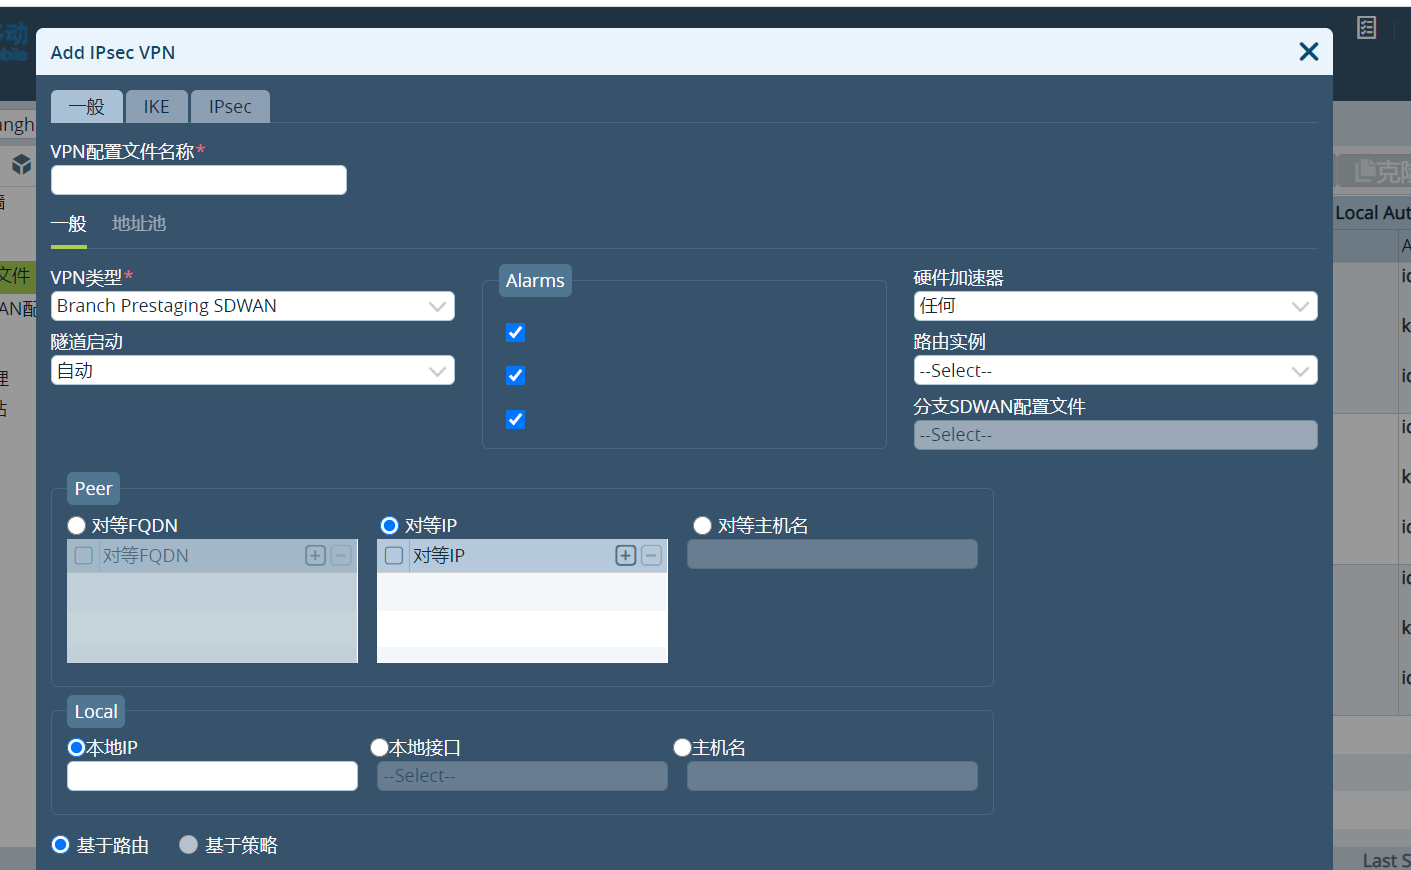 移动
Add IPsec VPN
一般
IKE
IPsec
VPN配置文件名称*
一般
地址池
VPN类型*
Branch Prestaging SDWAN
隧道启动
自动
Alarms
硬件加速器
任何
路由实例
--Select--
分支SDWAN配置文件
--Select--
Peer
对等FQDN
对等IP
对等主机名
对等FQDN
对等IP
Local
本地IP
本地接口
主机名
--Select--
基于路由
基于策略
Local Aut
Last S
文件